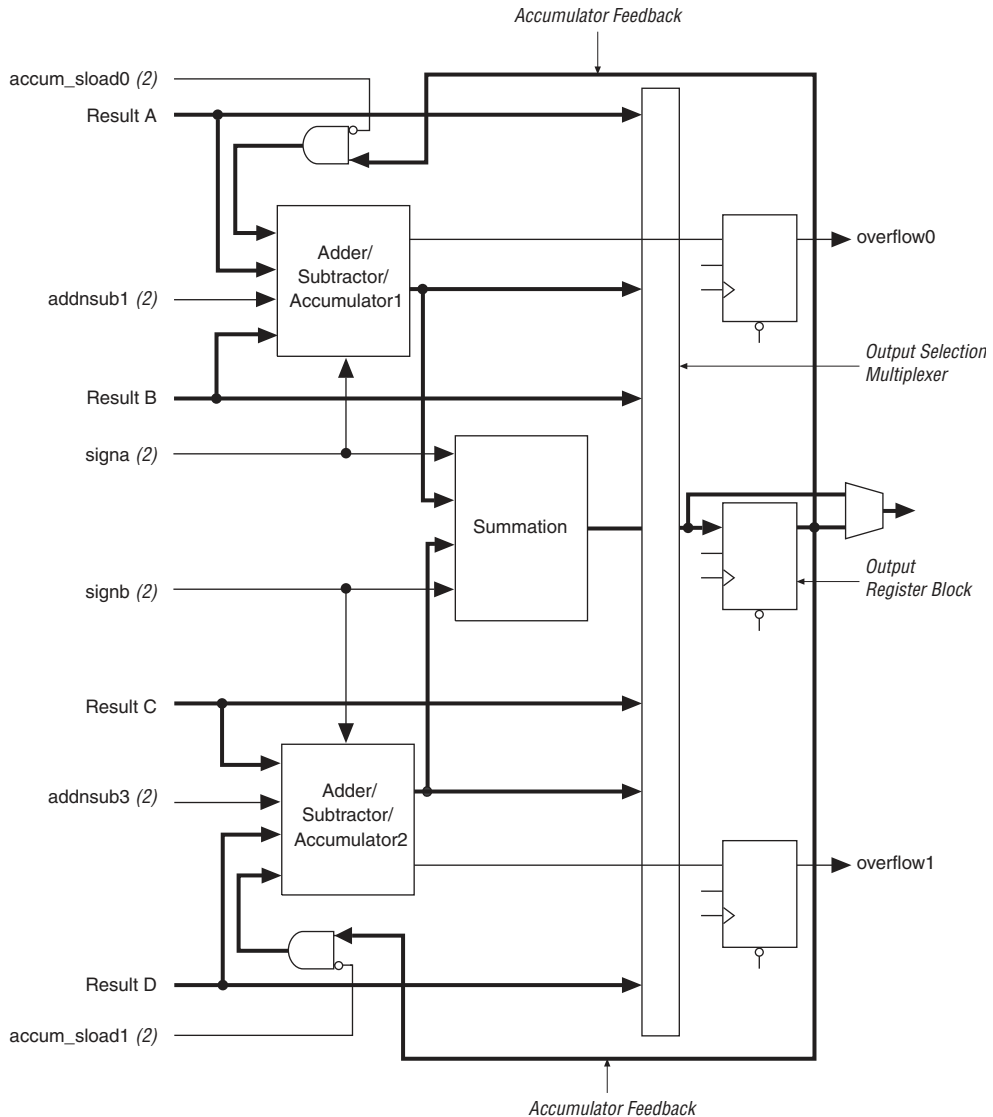 Accumulator Feedback
accum_sload0 (2)
Result A
Adder/
Subtractor/
Accumulator1
overflow0
addnsub1 (2)
Output Selection
Multiplexer
Result B
signa (2)
Summation
signb (2)
Output
Register Block
Result C
Adder/
Subtractor/
Accumulator2
addnsub3 (2)
overflow1
Result D
accum_sload1 (2)
Accumulator Feedback